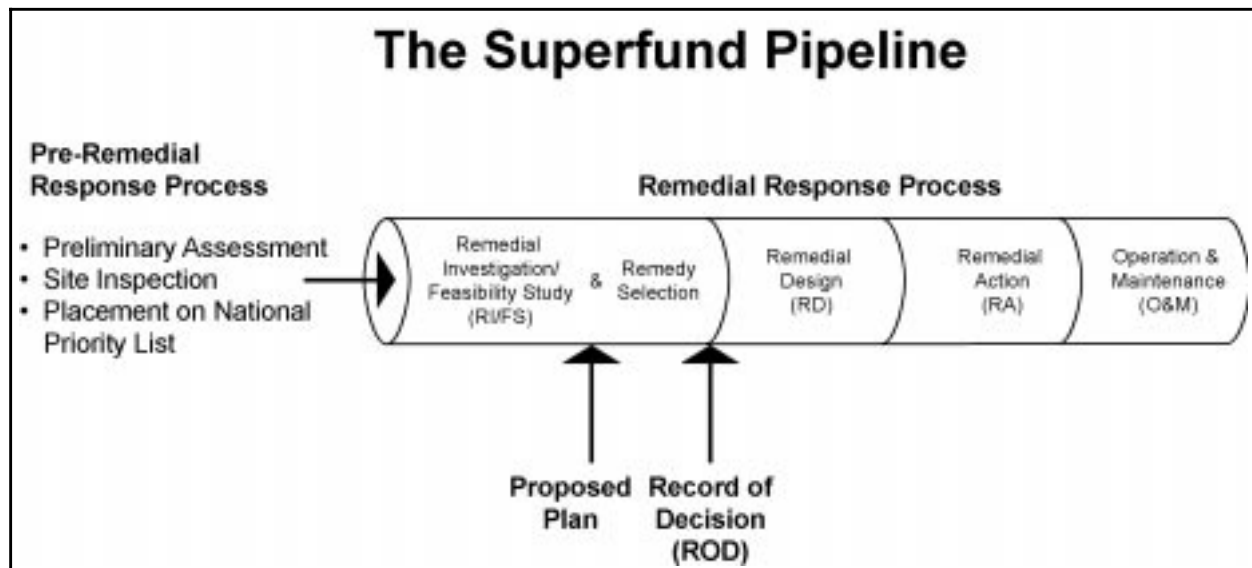 The Superfund Pipeline
Pre-Remedial
Response Process
• Preliminary Assessment
• Site Inspection
• Placement on National
Priority List
Remedial Response Process
Remedial
Investigation/
Feasibility Study
(RI/FS)
&
Remedy
Selection
Remedial
Design
(RD)
Remedial
Action
(RA)
Operation &
Maintenance
(O&M)
Proposed
Plan
Record of
Decision
(ROD)